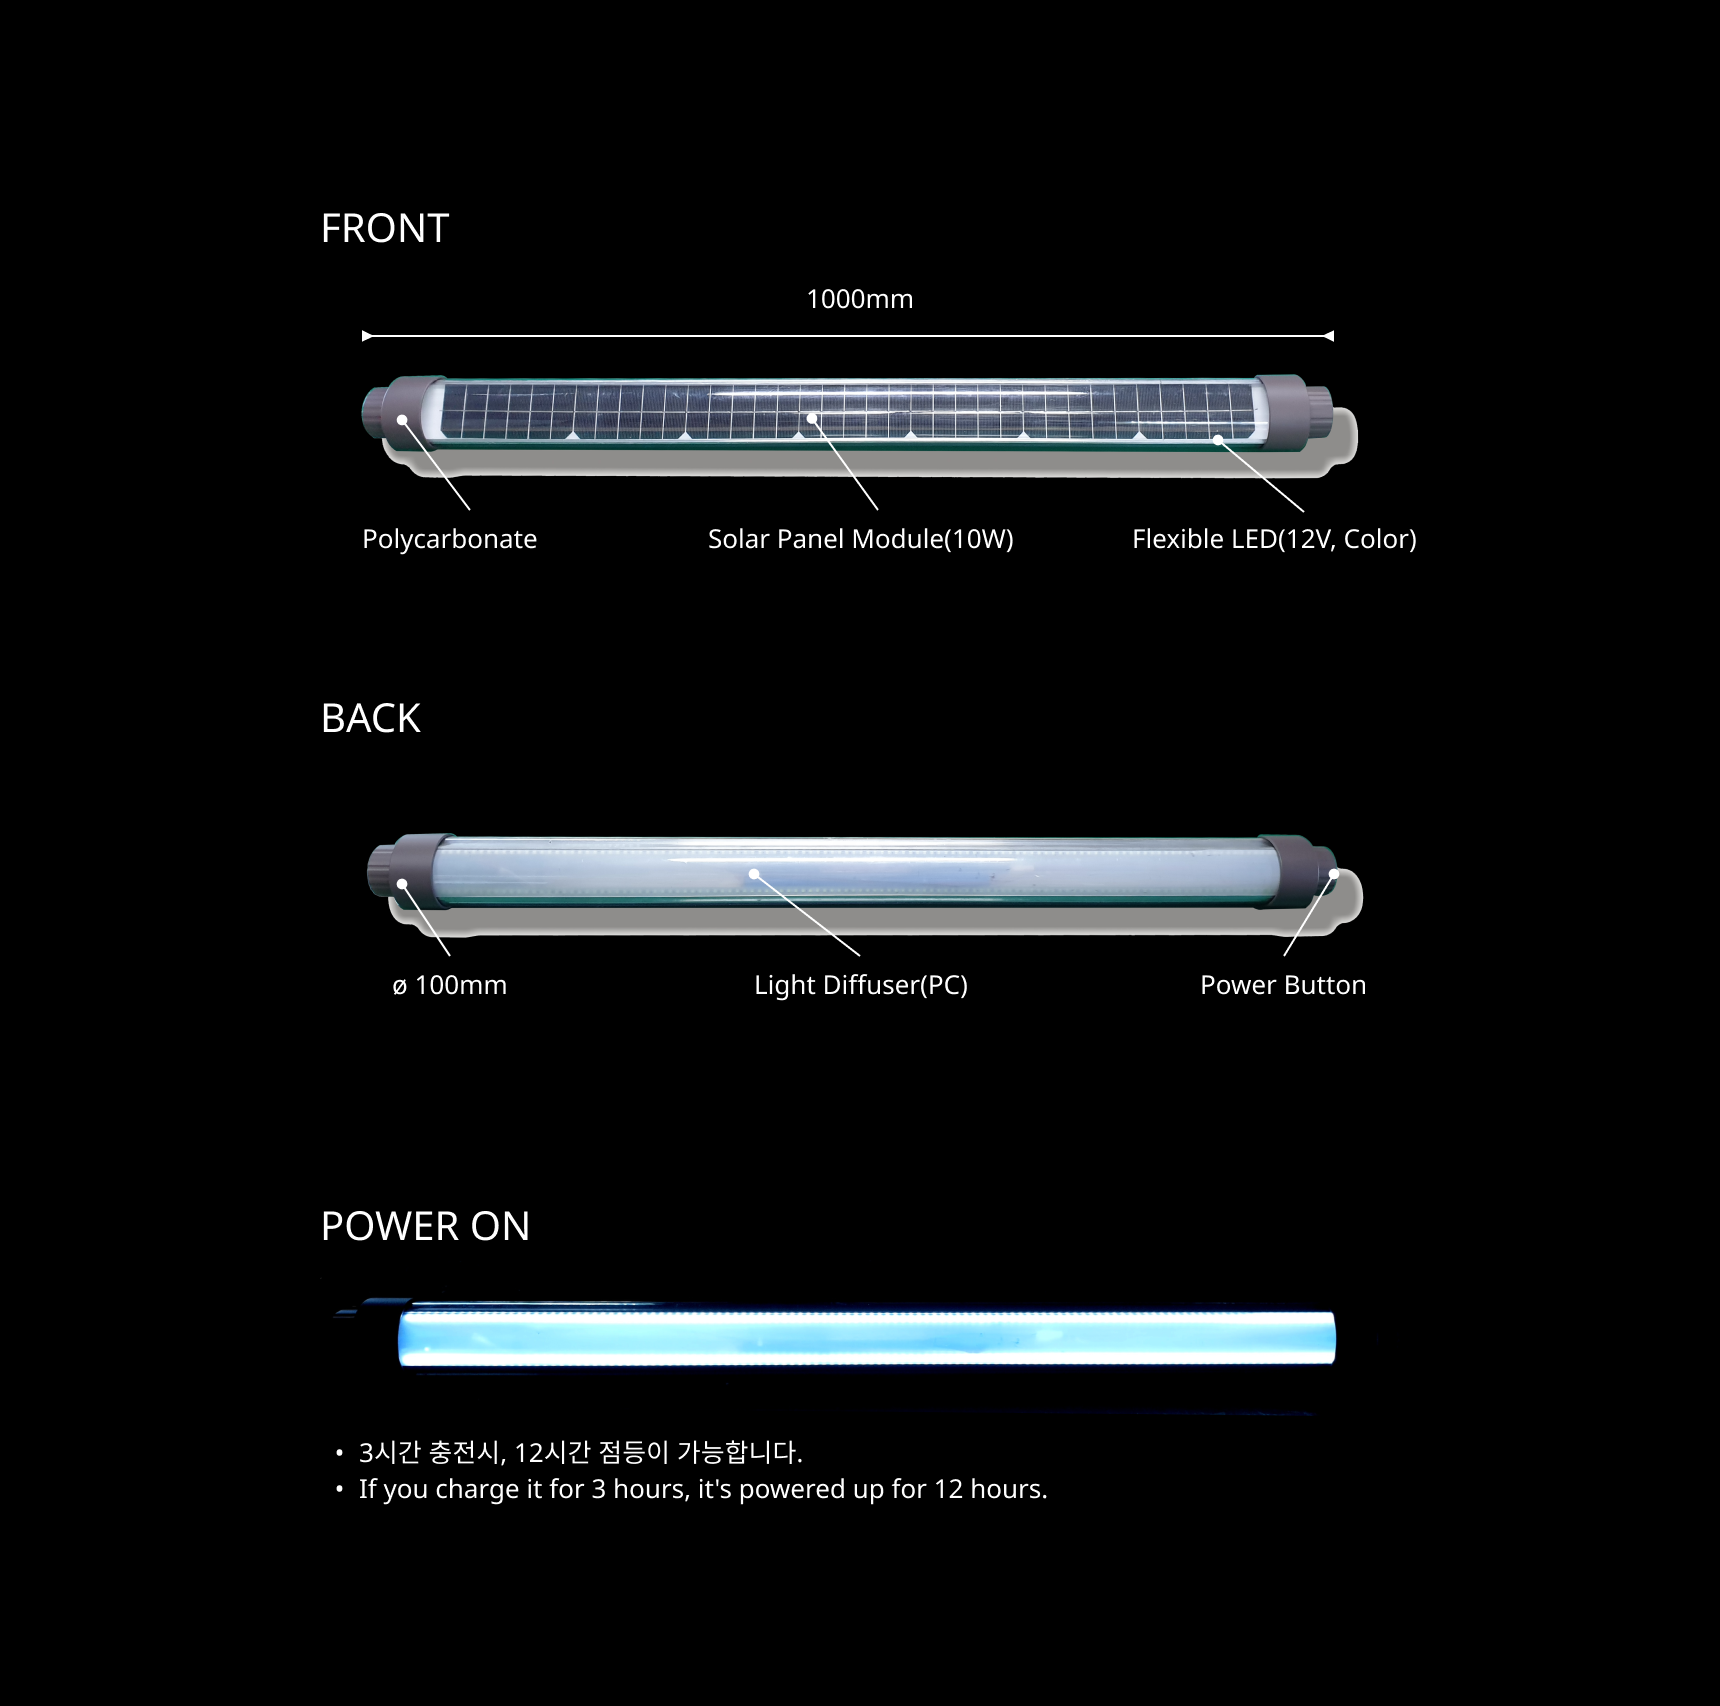 FRONT
1000mm
Polycarbonate
Solar Panel Module(10W)
Flexible LED(12V, Color)
BACK
ø 100mm
Light Diffuser(PC)
Power Button
POWER ON
• 3시간 충전시, 12시간 점등이 가능합니다.
• If you charge it for 3 hours, it's powered up for 12 hours.